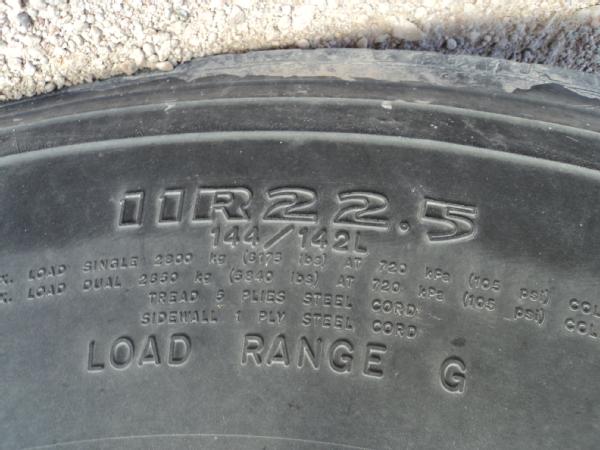 11R22.5
144/142L
X. LOAD SINGLE 2800 kg (6175 lbs) AT 720 kPa (105 psi) COL
X. LOAD DUAL 2650 kg (5840 lbs) AT 720 kPa (105 psi) COL
TREAD 5 PLIES STEEL CORD
SIDEWALL 1 PLY STEEL CORD
LOAD RANGE G